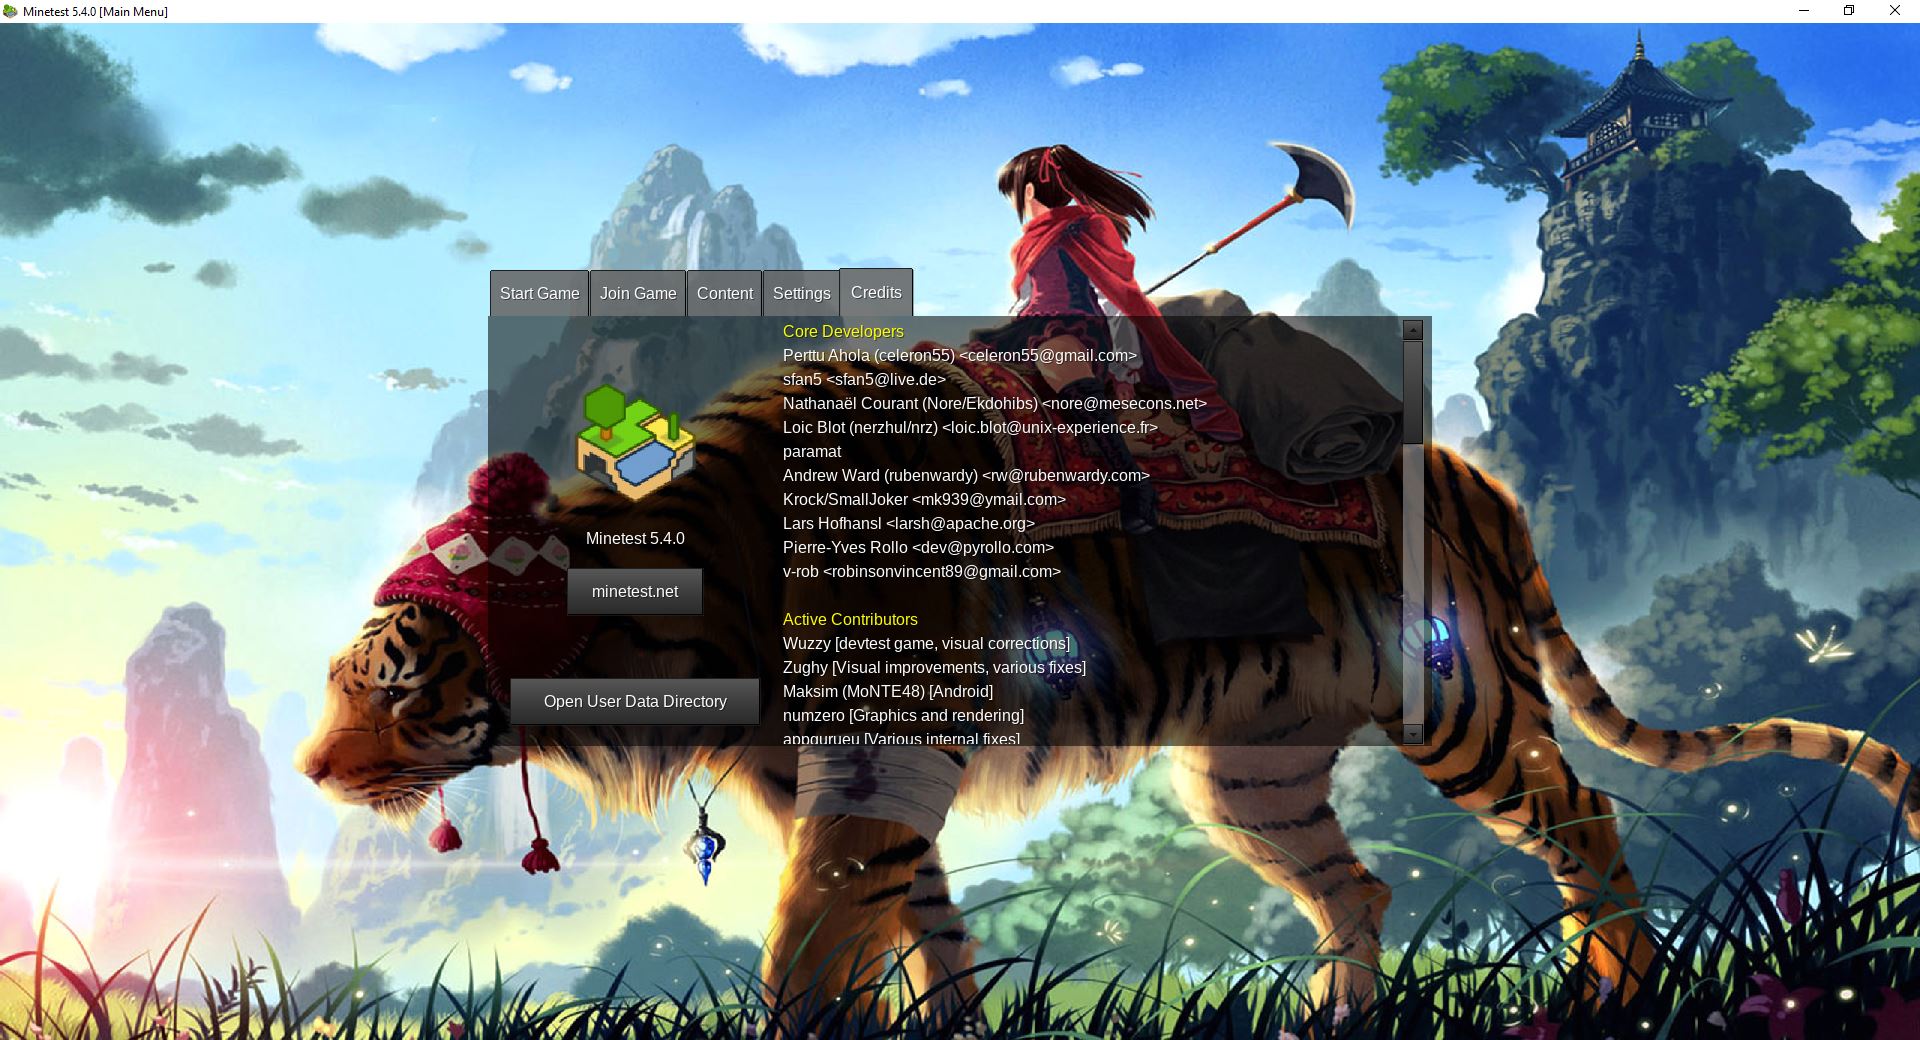 Minetest 5.4.0 [Main Menu]
Start Game
Join Game
Content
Settings
Credits
Minetest 5.4.0
minetest.net
Open User Data Directory
Core Developers
Perttu Ahola (celeron55) <celeron55@gmail.com>
sfan5 <sfan5@live.de>
Nathanaël Courant (Nore/Ekdohibs) <nore@mesecons.net>
Loic Blot (nerzhul/nrz) <loic.blot@unix-experience.fr>
paramat
Andrew Ward (rubenwardy) <rw@rubenwardy.com>
Krock/SmallJoker <mk939@ymail.com>
Lars Hofhansl <larsh@apache.org>
Pierre-Yves Rollo <dev@pyrollo.com>
v-rob <robinsonvincent89@gmail.com>
Active Contributors
Wuzzy [devtest game, visual corrections]
Zughy [Visual improvements, various fixes]
Maksim (MoNTE48) [Android]
numzero [Graphics and rendering]
appgurueu [Various internal fixes]